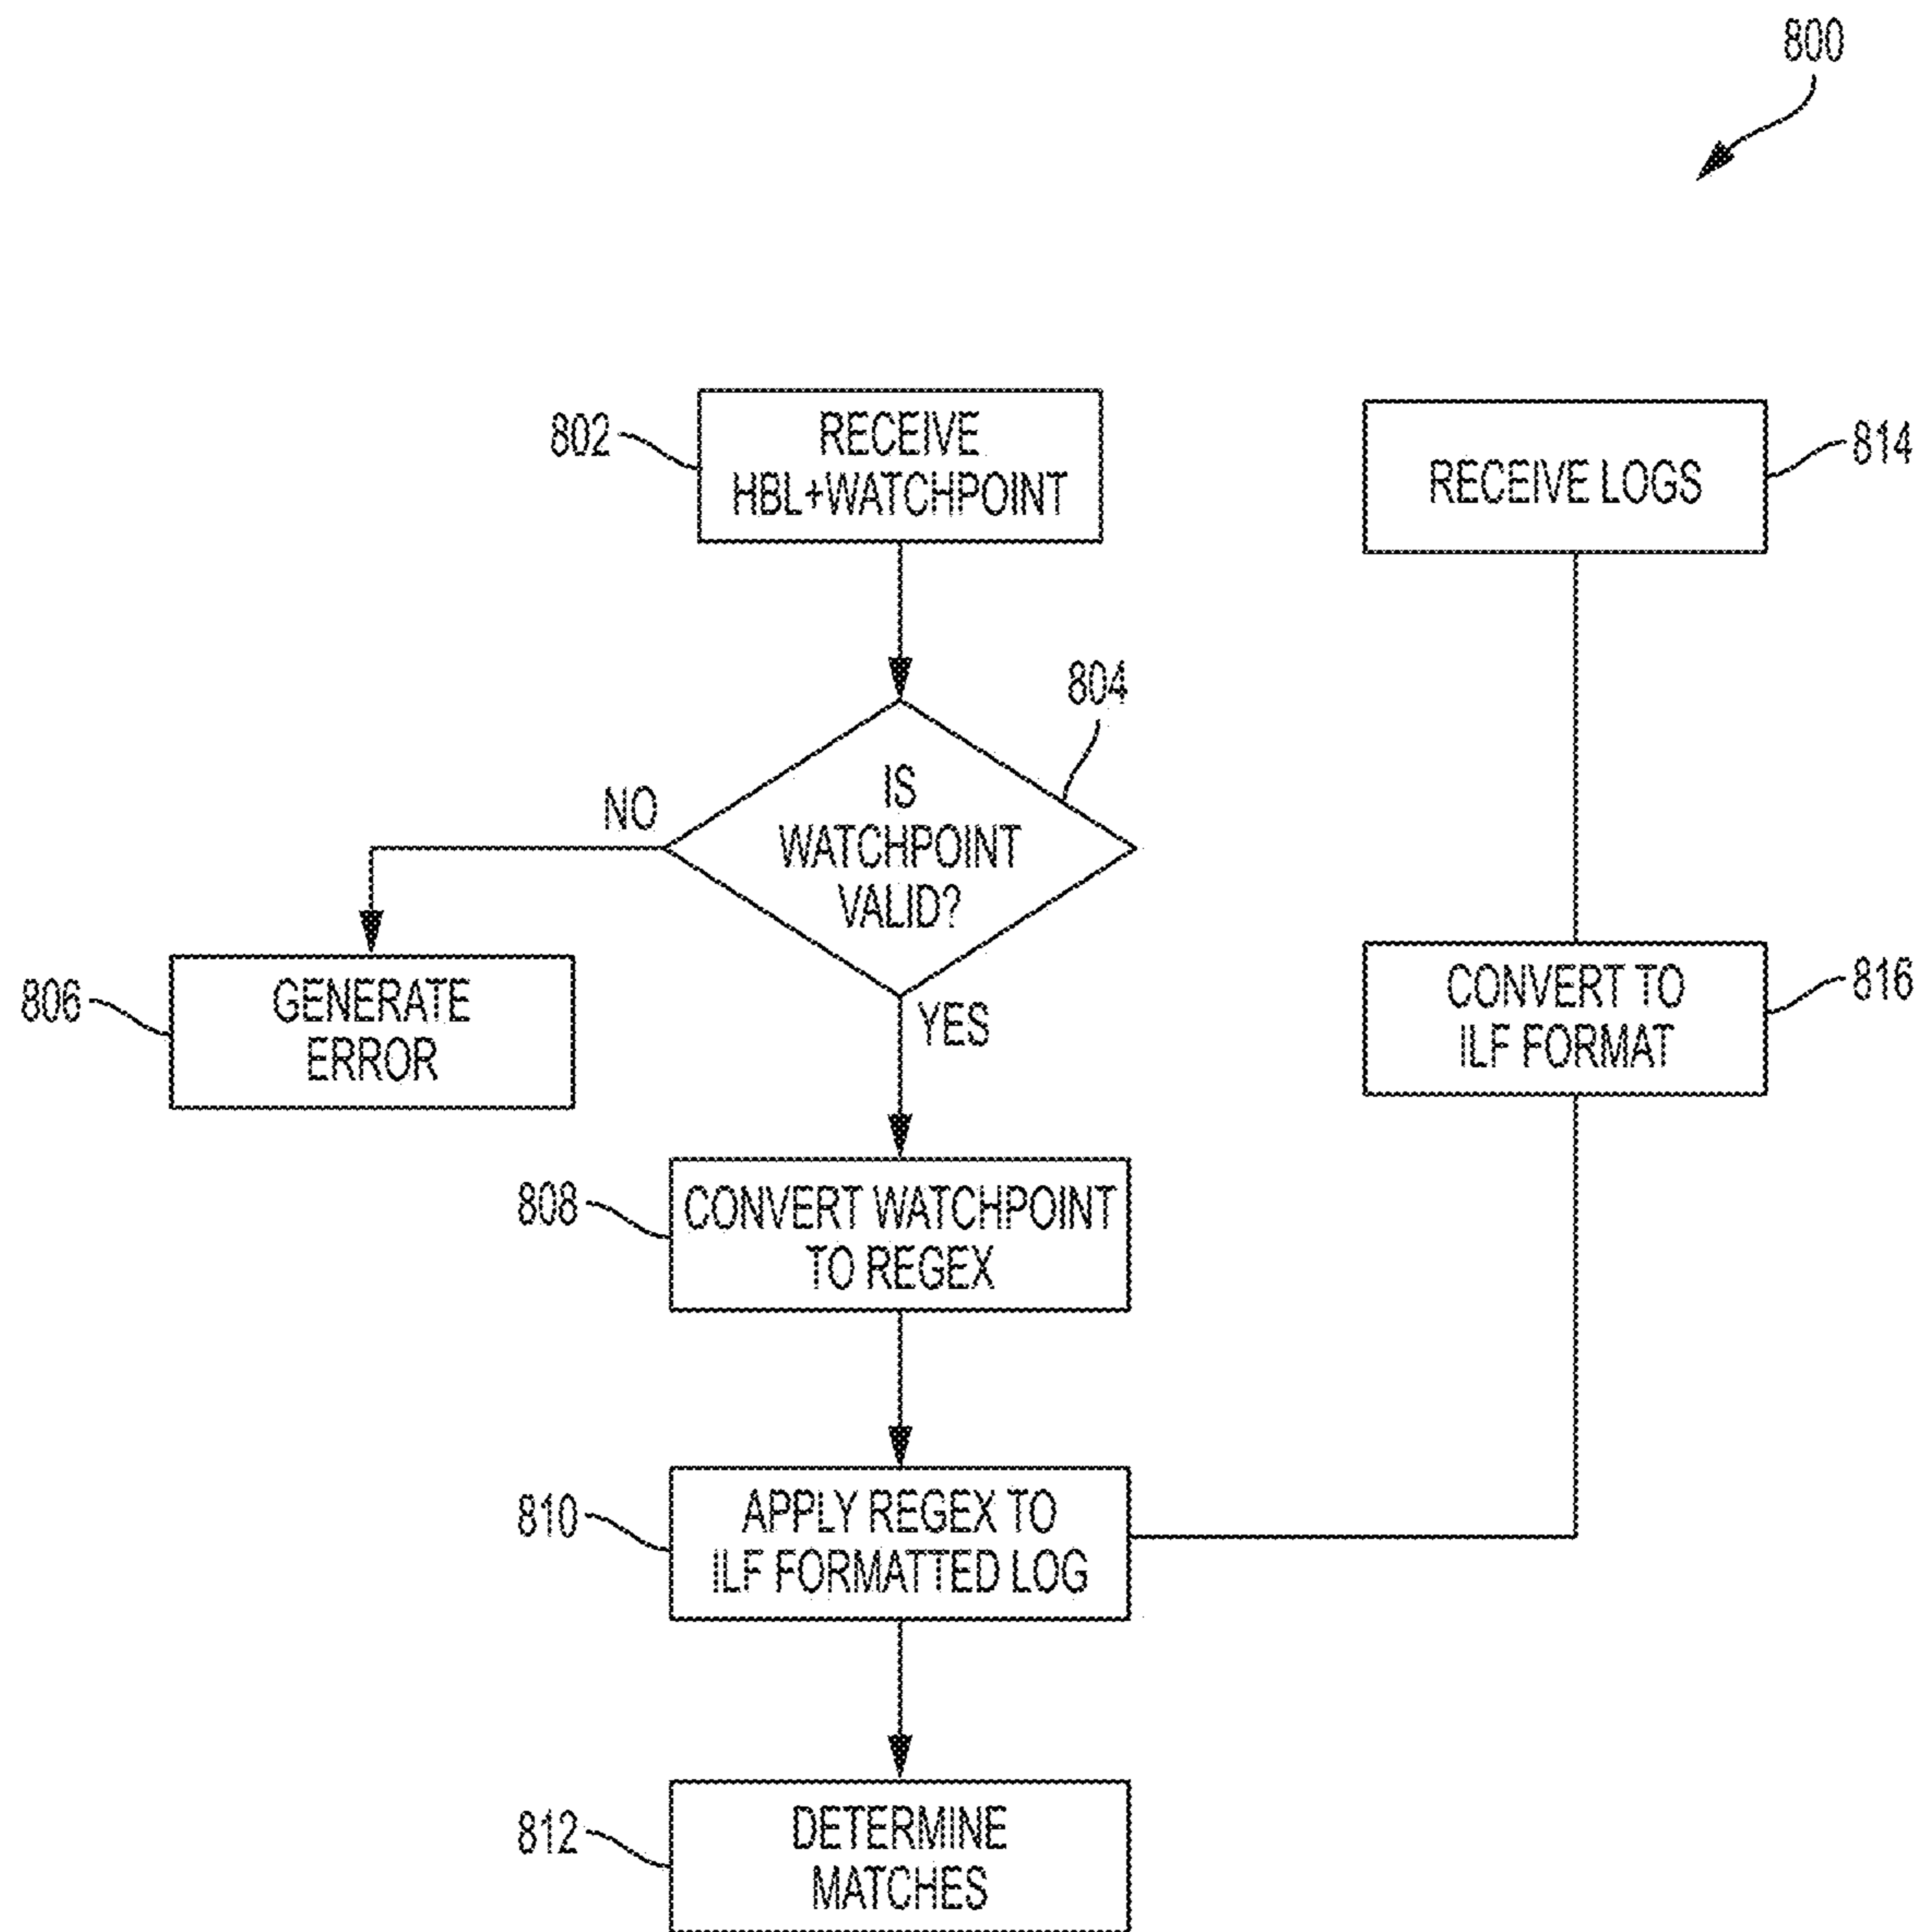 800
802
RECEIVE
HBL+WATCHPOINT
RECEIVE LOGS
814
804
IS
WATCHPOINT
VALID?
NO
YES
806
GENERATE
ERROR
CONVERT TO
ILF FORMAT
816
808
CONVERT WATCHPOINT
TO REGEX
810
APPLY REGEX TO
ILF FORMATTED LOG
812
DETERMINE
MATCHES